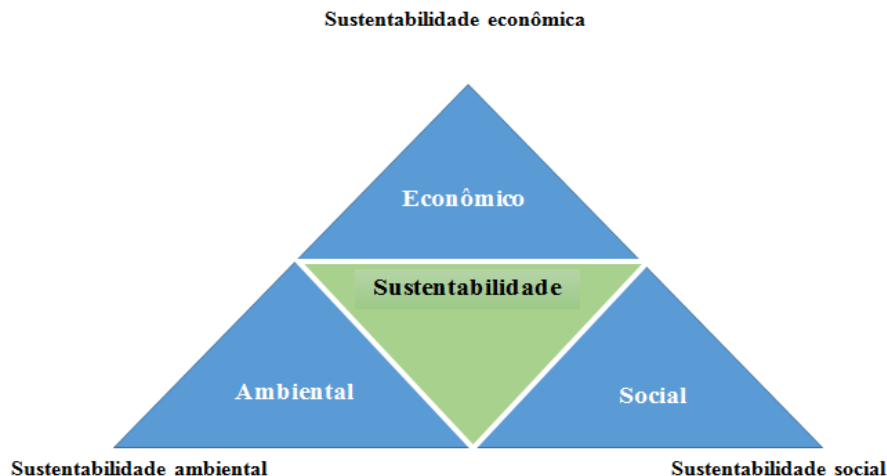 Sustentabilidade econômica
Econômico
Sustentabilidade
Ambiental
Social
Sustentabilidade ambiental
Sustentabilidade social